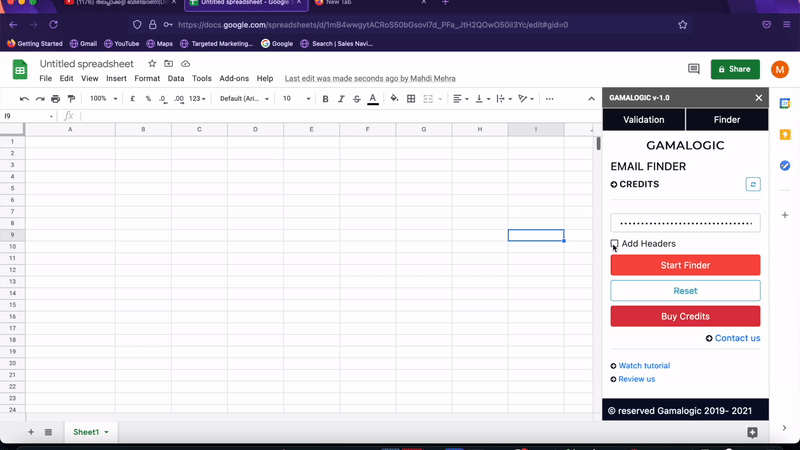 (1176) തലപ്പാക്കട്ടി ബിരിയാണി(Di
Untitled spreadsheet - Google S
New Tab
https://docs.google.com/spreadsheets/d/1mB4wwgytACRoS50bGsovl7d_PFa_JtH2QOwO50iI3Yc/edit#gid=0
Getting Started Gmail YouTube Maps Targeted Marketing... Google Search | Sales Navi...
Untitled spreadsheet
File Edit View Insert Format Data Tools Add-ons Help Last edit was made seconds ago by Mahdi Mehra
Share
M
100% £ % .0 .00 123 Default (Ari... 10 B I S A
I9 fx
A B C D E F G H I
1
2
3
4
5
6
7
8
9
10
11
12
13
14
15
16
17
18
19
20
21
22
23
24
Sheet1
GAMALOGIC v-1.0
Validation Finder
GAMALOGIC
EMAIL FINDER
CREDITS
Add Headers
Start Finder
Reset
Buy Credits
Contact us
Watch tutorial
Review us
© reserved Gamalogic 2019- 2021